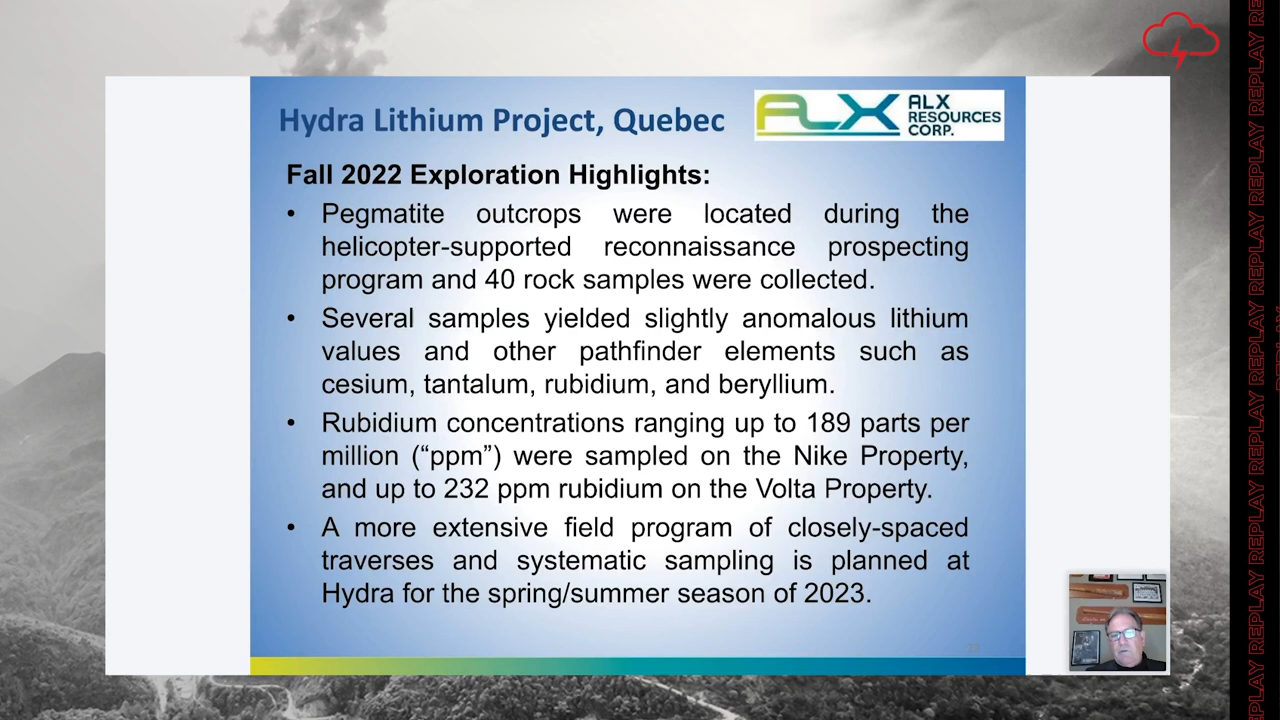 Hydra Lithium Project, Quebec
ALX
ALX
RESOURCES
CORP.
Fall 2022 Exploration Highlights:
• Pegmatite outcrops were located during the
helicopter-supported reconnaissance prospecting
program and 40 rock samples were collected.
• Several samples yielded slightly anomalous lithium
values and other pathfinder elements such as
cesium, tantalum, rubidium, and beryllium.
• Rubidium concentrations ranging up to 189 parts per
million (“ppm”) were sampled on the Nike Property,
and up to 232 ppm rubidium on the Volta Property.
• A more extensive field program of closely-spaced
traverses and systematic sampling is planned at
Hydra for the spring/summer season of 2023.
REPLAY REPLAY REPLAY REPLAY REPLAY REPLAY REPLAY REPLAY